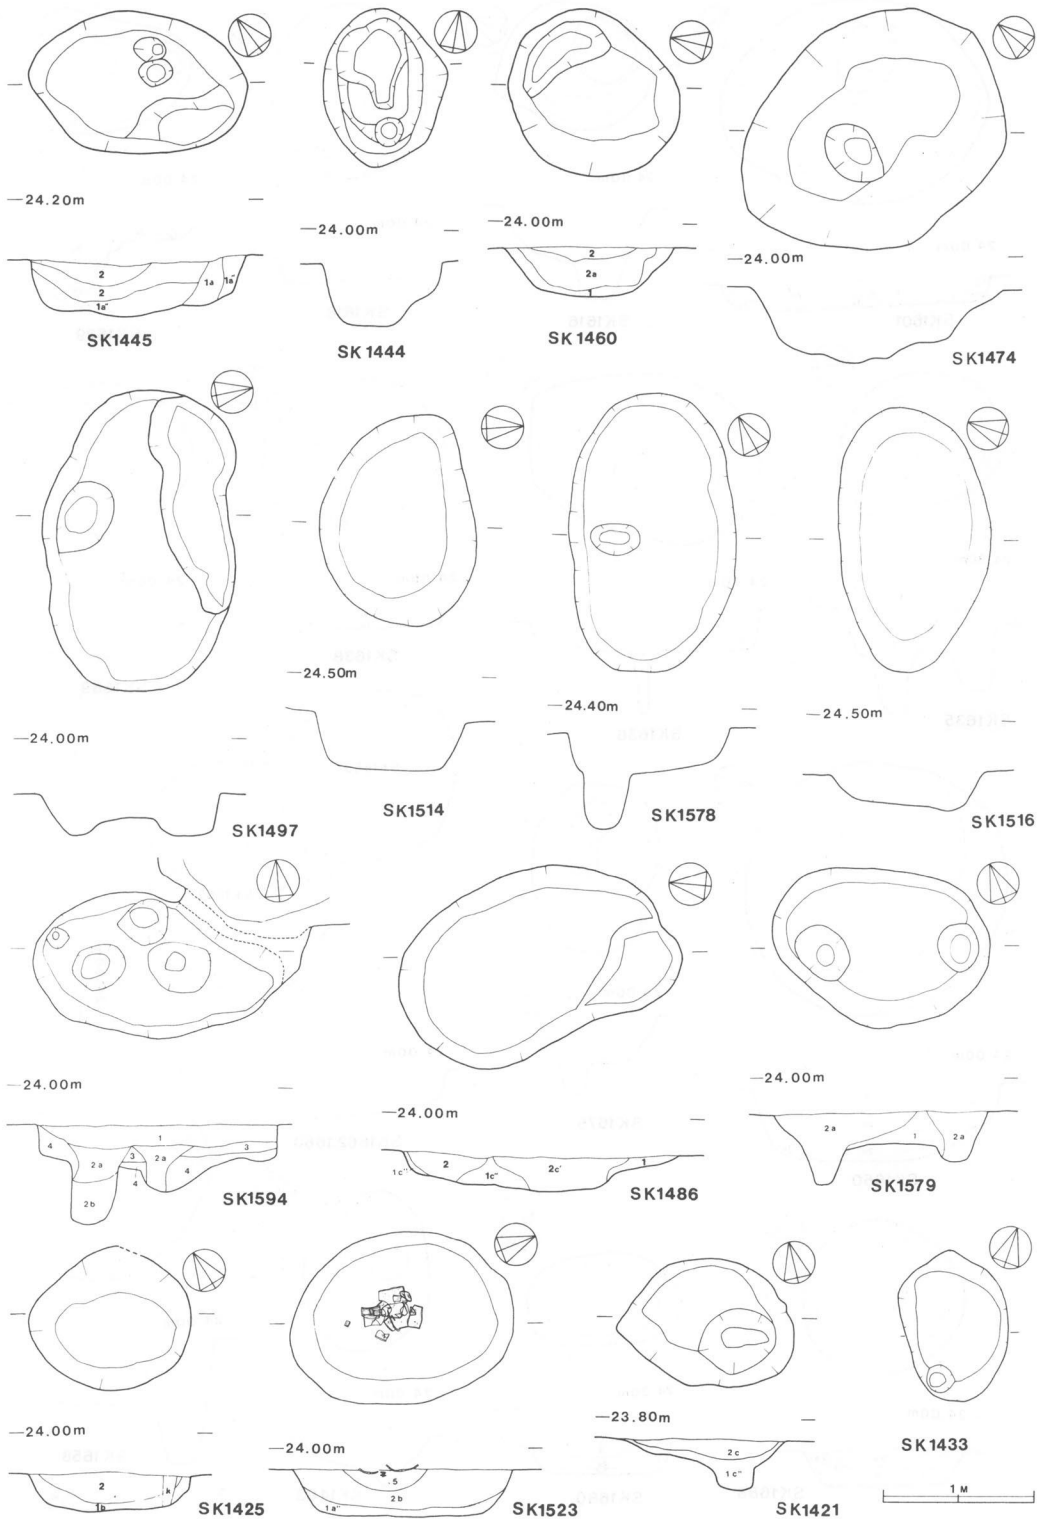 —24.20m
2
2
1a
1a"
1a"
SK1445
—24.00m
SK1444
—24.00m
2
2a
1
SK1460
—24.00m
SK1474
—24.00m
SK1497
—24.50m
SK1514
—24.40m
SK1578
—24.50m
SK1516
—24.00m
1
4
2a
3
2a
3
4
4
2b
SK1594
—24.00m
1c"
2
1c"
2c'
1
SK1486
—24.00m
2a
1
2a
SK1579
—24.00m
2
k
1b
SK1425
—24.00m
5
2b
1a"
SK1523
—23.80m
2c
1c"
SK1421
SK1433
1 M